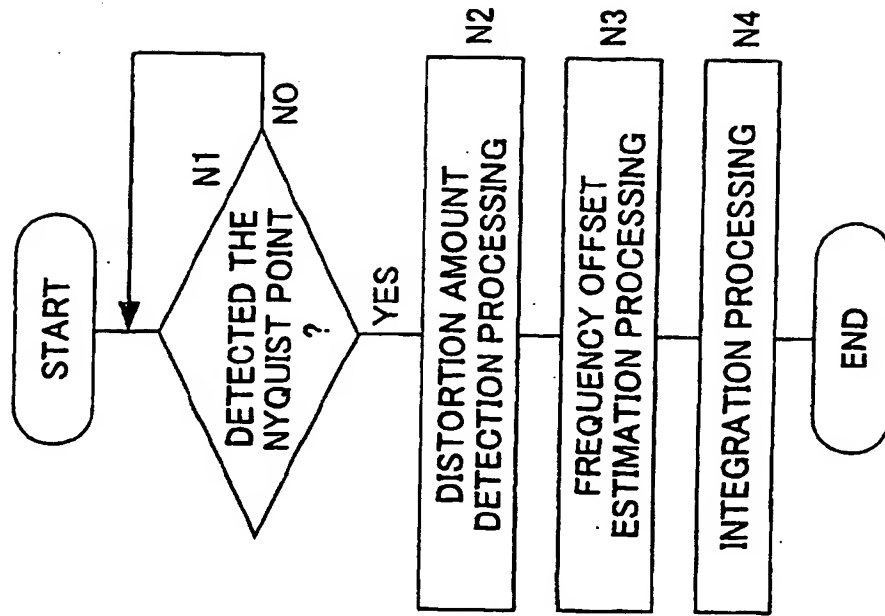 START
N1
DETECTED THE
NYQUIST POINT
?
NO
YES
DISTORTION AMOUNT
DETECTION PROCESSING
N2
FREQUENCY OFFSET
ESTIMATION PROCESSING
N3
INTEGRATION PROCESSING
N4
END